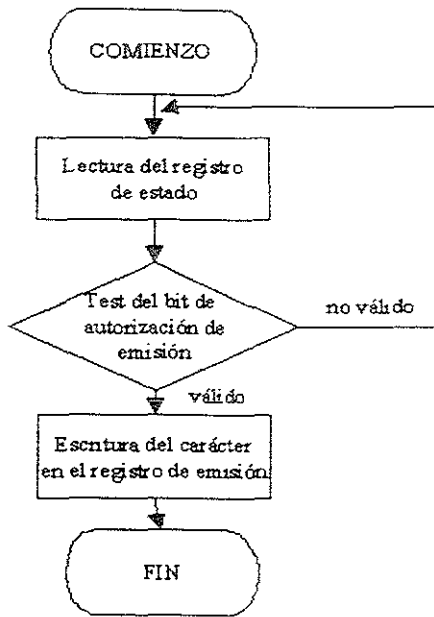 COMIENZO
Lectura del registro
de estado
Test del bit de
autorización de
emisión
no válido
válido
Escritura del carácter
en el registro de emisión
FIN